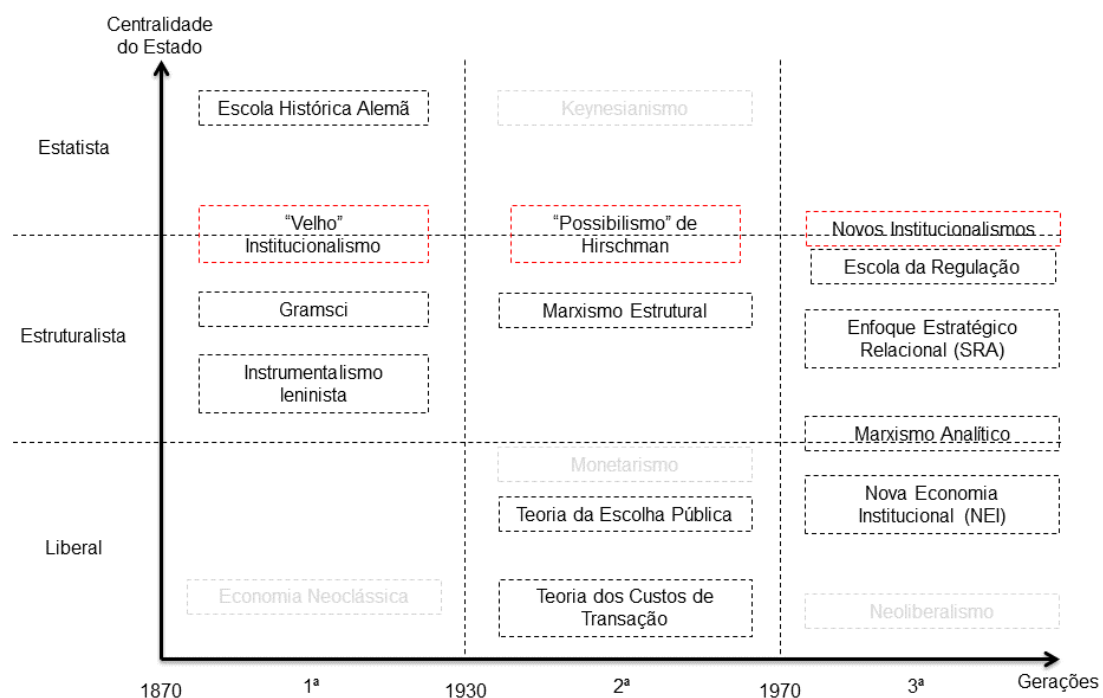 Centralidade
do Estado
Escola Histórica Alemã
Keynesianismo
Estatista
“Velho”
Institucionalismo
“Possibilismo” de
Hirschman
Novos Institucionalismos
Escola da Regulação
Gramsci
Marxismo Estrutural
Estruturalista
Enfoque Estratégico
Relacional (SRA)
Instrumentalismo
leninista
Marxismo Analítico
Monetarismo
Teoria da Escolha Pública
Nova Economia
Institucional (NEI)
Liberal
Economia Neoclássica
Teoria dos Custos de
Transação
Neoliberalismo
1870
1ª
1930
2ª
1970
3ª
Gerações